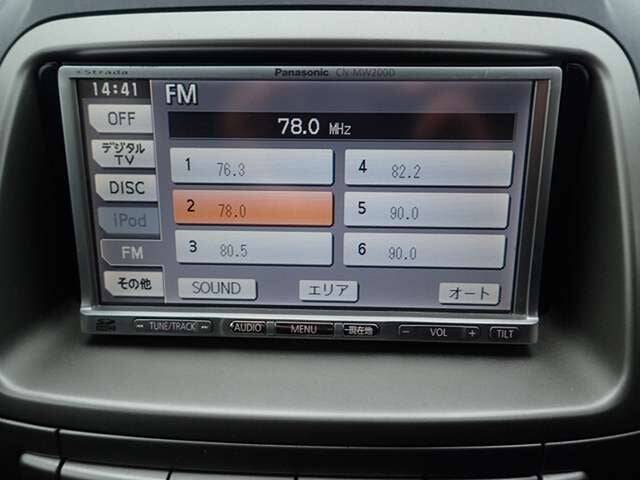 Strada
Panasonic CN-MW200D
14:41
FM
OFF
78.0 MHz
デジタル
TV
1 76.3
4 82.2
DISC
2 78.0
5 90.0
iPod
FM
3 80.5
6 90.0
その他
SOUND
エリア
オート
TUNE/TRACK
AUDIO
MENU
現在地
− VOL +
TILT